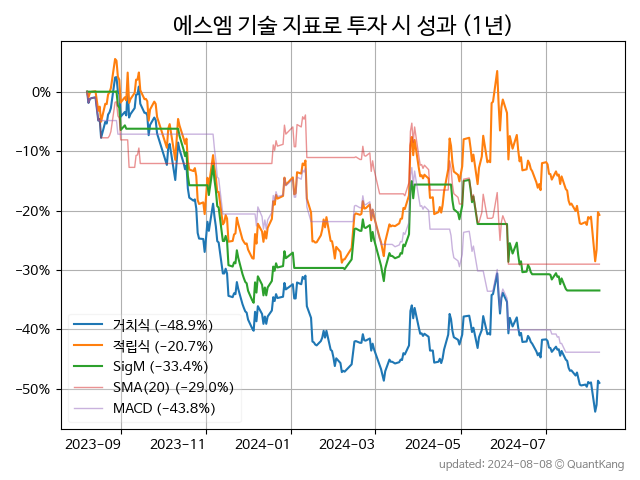 에스엠 기술 지표로 투자 시 성과 (1년)
0%
−10%
−20%
−30%
−40%
−50%
거치식 (−48.9%)
적립식 (−20.7%)
SigM (−33.4%)
SMA(20) (−29.0%)
MACD (−43.8%)
2023−09 2023−11 2024−01 2024−03 2024−05 2024−07
updated: 2024−08−08 © QuantKang